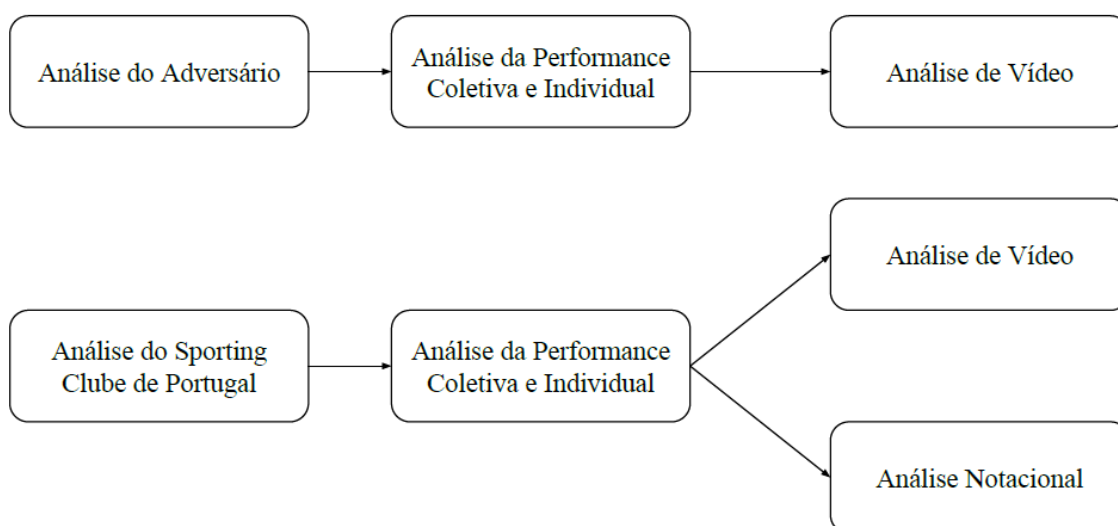 Análise do Adversário
Análise da Performance
Coletiva e Individual
Análise de Vídeo
Análise de Vídeo
Análise do Sporting
Clube de Portugal
Análise da Performance
Coletiva e Individual
Análise Notacional